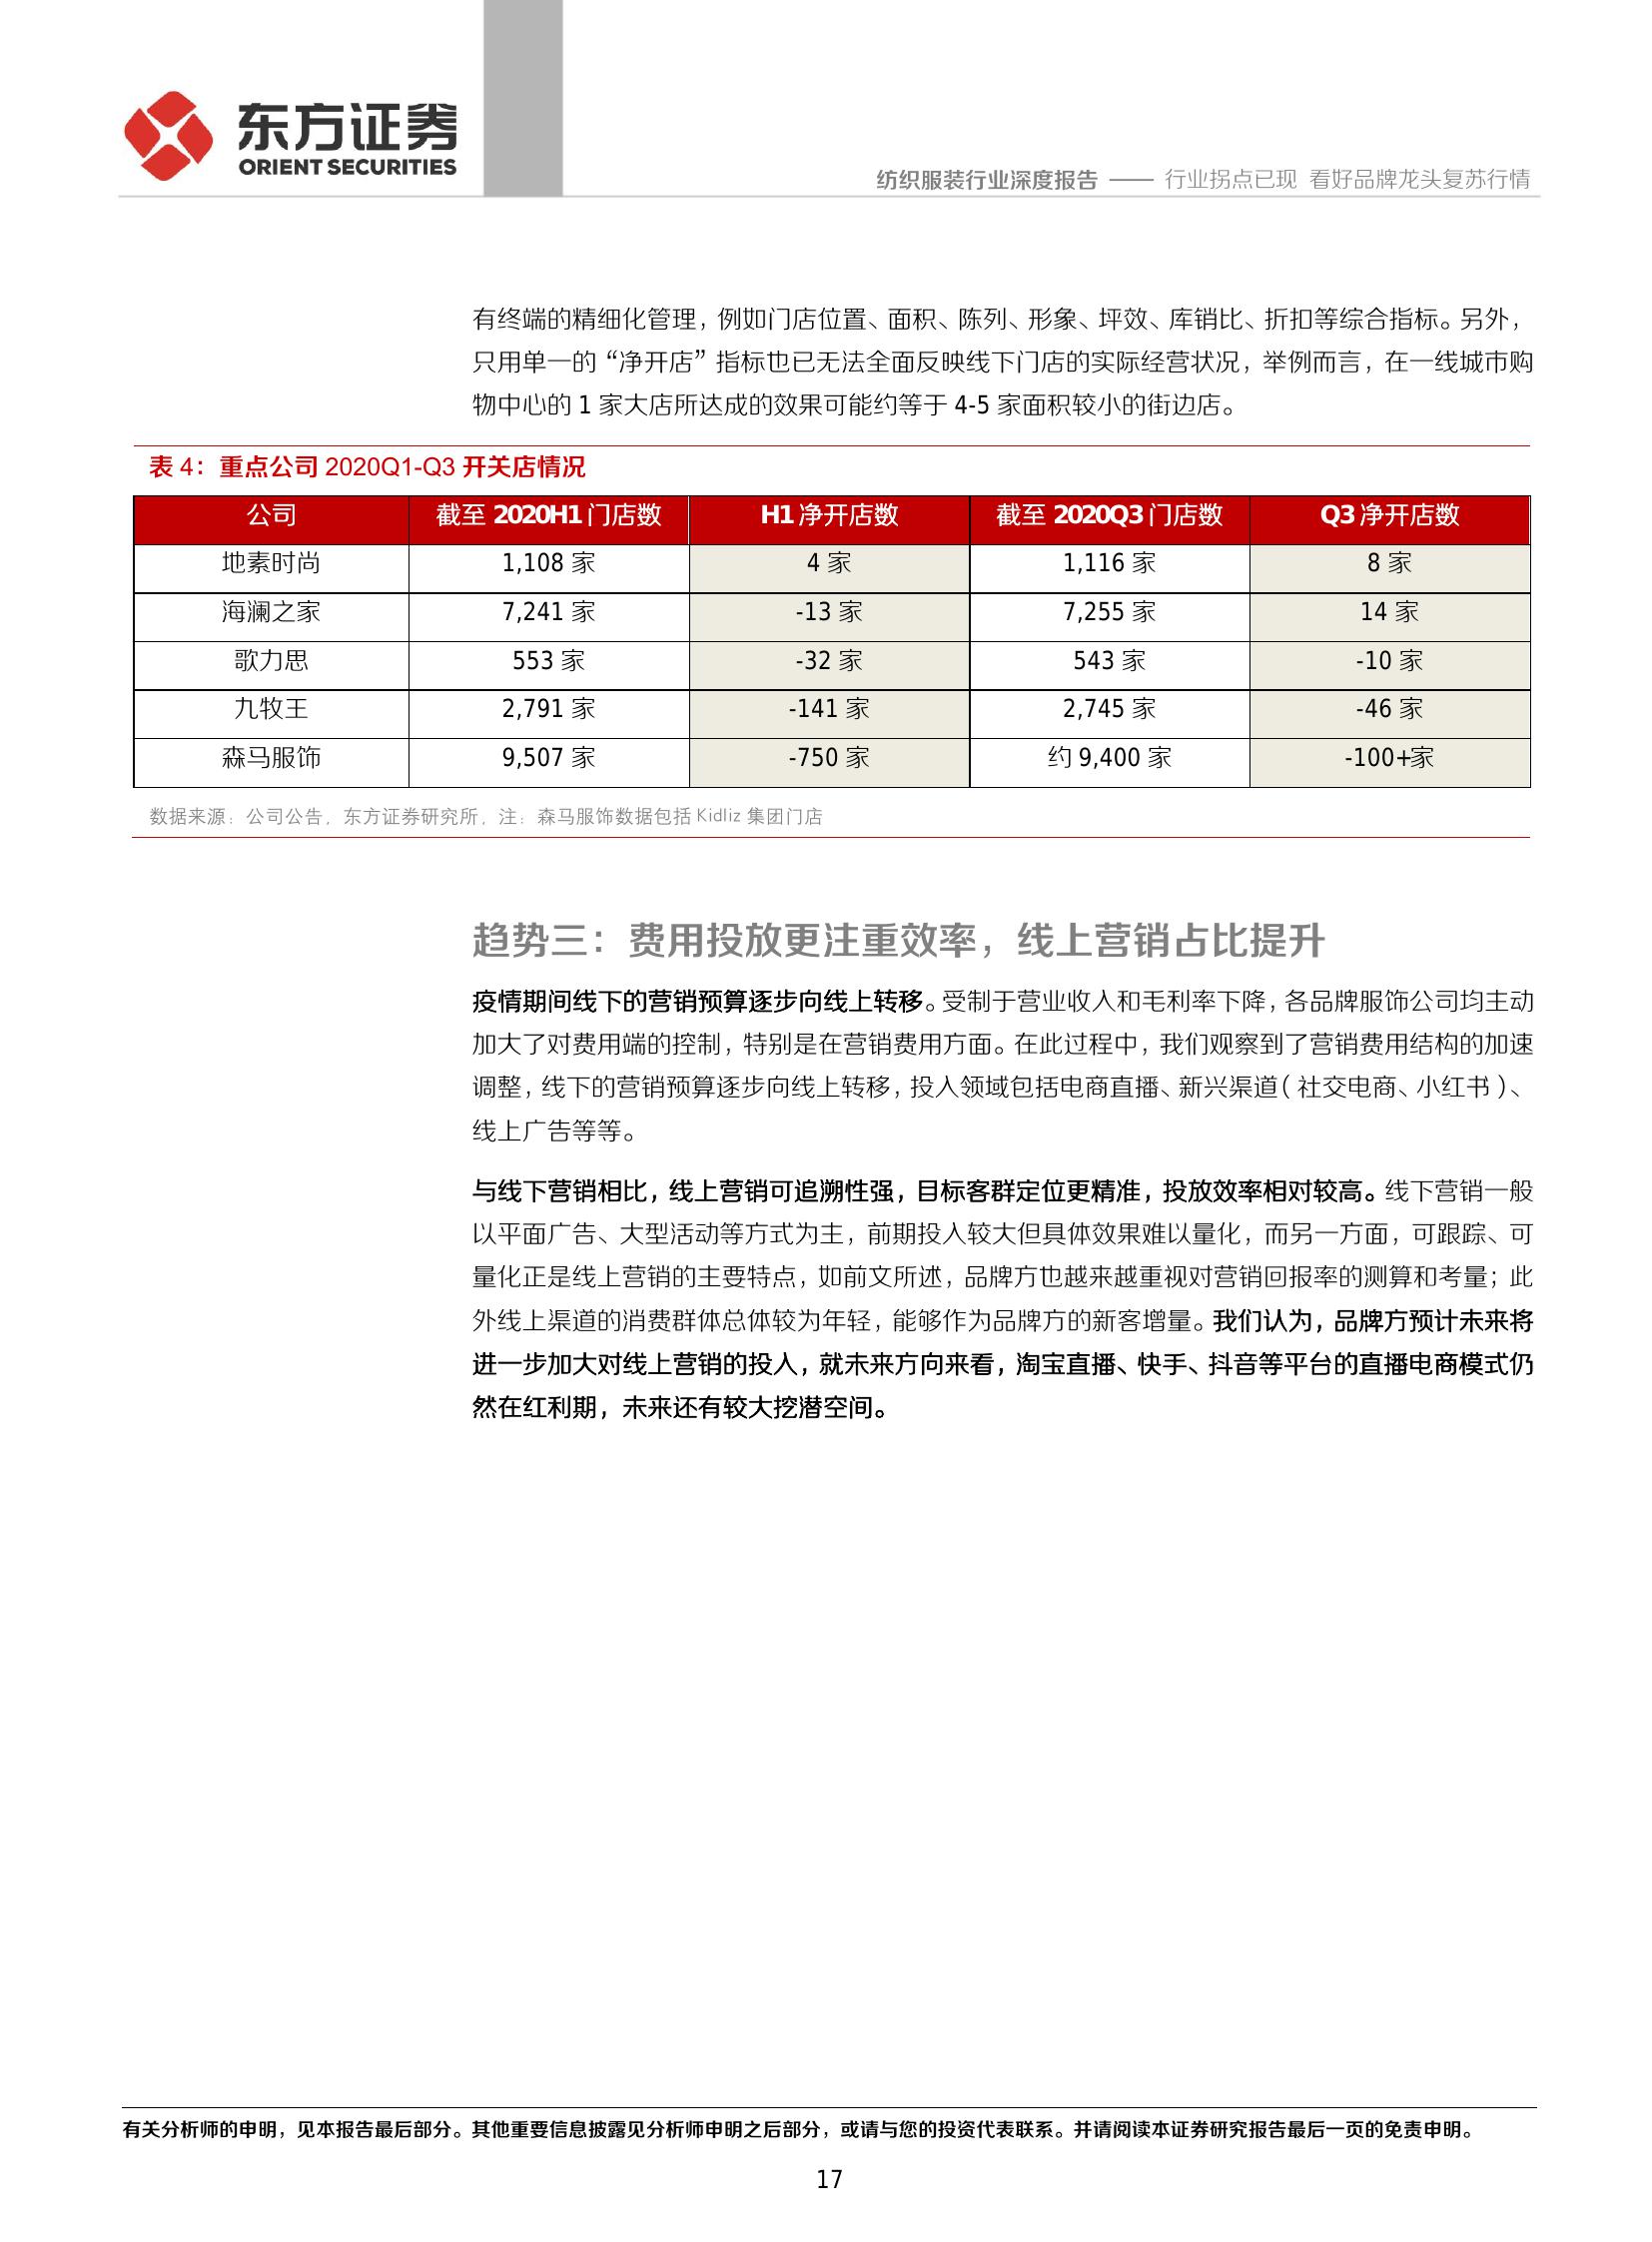 东方证券
ORIENT SECURITIES
纺织服装行业深度报告 —— 行业拐点已现 看好品牌龙头复苏行情
有终端的精细化管理，例如门店位置、面积、陈列、形象、坪效、库销比、折扣等综合指标。另外，
只用单一的“净开店”指标也已无法全面反映线下门店的实际经营状况，举例而言，在一线城市购
物中心的 1 家大店所达成的效果可能约等于 4-5 家面积较小的街边店。
表 4：重点公司 2020Q1-Q3 开关店情况
公司 截至 2020H1 门店数 H1 净开店数 截至 2020Q3 门店数 Q3 净开店数
地素时尚 1,108 家 4 家 1,116 家 8 家
海澜之家 7,241 家 -13 家 7,255 家 14 家
歌力思 553 家 -32 家 543 家 -10 家
九牧王 2,791 家 -141 家 2,745 家 -46 家
森马服饰 9,507 家 -750 家 约 9,400 家 -100+家
数据来源：公司公告，东方证券研究所，注：森马服饰数据包括 Kidliz 集团门店
趋势三：费用投放更注重效率，线上营销占比提升
疫情期间线下的营销预算逐步向线上转移。受制于营业收入和毛利率下降，各品牌服饰公司均主动
加大了对费用端的控制，特别是在营销费用方面。在此过程中，我们观察到了营销费用结构的加速
调整，线下的营销预算逐步向线上转移，投入领域包括电商直播、新兴渠道（社交电商、小红书）、
线上广告等等。
与线下营销相比，线上营销可追溯性强，目标客群定位更精准，投放效率相对较高。线下营销一般
以平面广告、大型活动等方式为主，前期投入较大但具体效果难以量化，而另一方面，可跟踪、可
量化正是线上营销的主要特点，如前文所述，品牌方也越来越重视对营销回报率的测算和考量；此
外线上渠道的消费群体总体较为年轻，能够作为品牌方的新客增量。我们认为，品牌方预计未来将
进一步加大对线上营销的投入，就未来方向来看，淘宝直播、快手、抖音等平台的直播电商模式仍
然在红利期，未来还有较大挖潜空间。
有关分析师的申明，见本报告最后部分。其他重要信息披露见分析师申明之后部分，或请与您的投资代表联系。并请阅读本证券研究报告最后一页的免责申明。
17